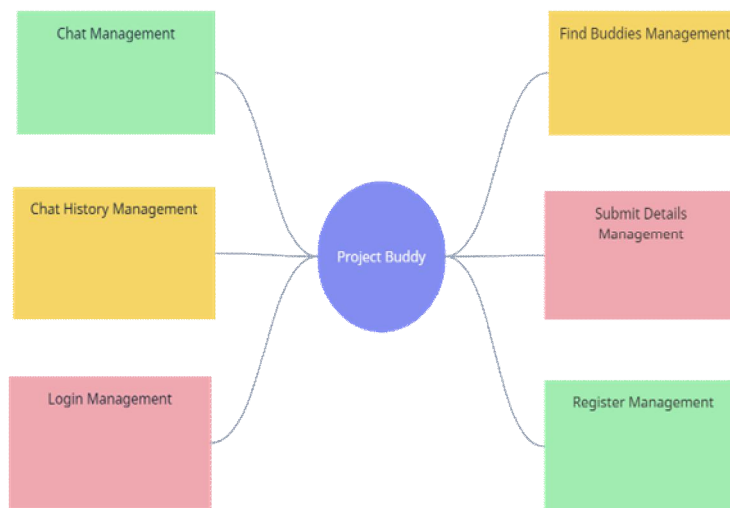 Chat Management
Find Buddies Management
Chat History Management
Submit Details
Management
Project Buddy
Login Management
Register Management